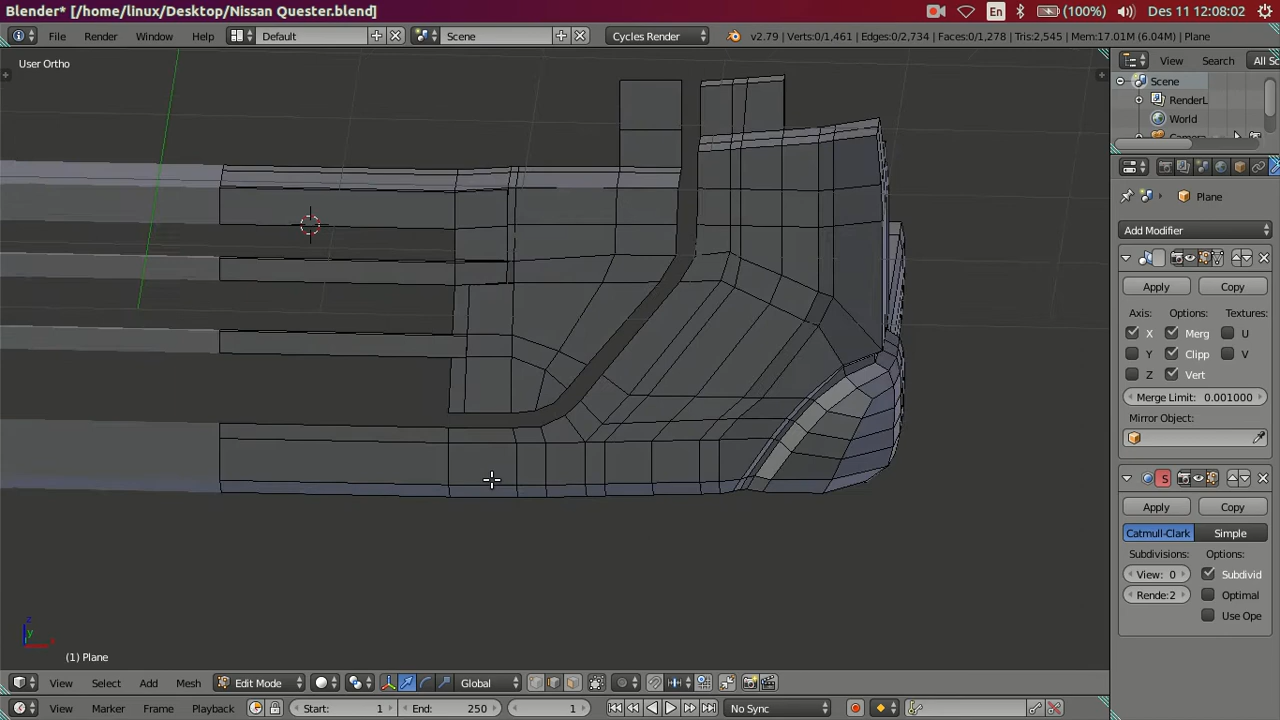 Blender* [/home/linux/Desktop/Nissan Quester.blend]
En
(100%)
Des 11 12:08:02
File
Render
Window
Help
Default
Scene
Cycles Render
v2.79 | Verts:0/1,461 | Edges:0/2,734 | Faces:0/1,278 | Tris:2,545 | Mem:17.01M (6.04M) | Plane
User Ortho
View
Search
All Sc
Scene
RenderL
World
Camera
Plane
Add Modifier
Apply
Copy
Axis:
Options:
Textures:
X
Merg
U
Y
Clipp
V
Z
Vert
Merge Limit: 0.001000
Mirror Object:
S
Apply
Copy
Catmull-Clark
Simple
Subdivisions:
Options:
View: 0
Subdivid
Rende:2
Optimal
Use Ope
z
y
x
(1) Plane
View
Select
Add
Mesh
Edit Mode
Global
View
Marker
Frame
Playback
Start:
1
End:
250
1
No Sync